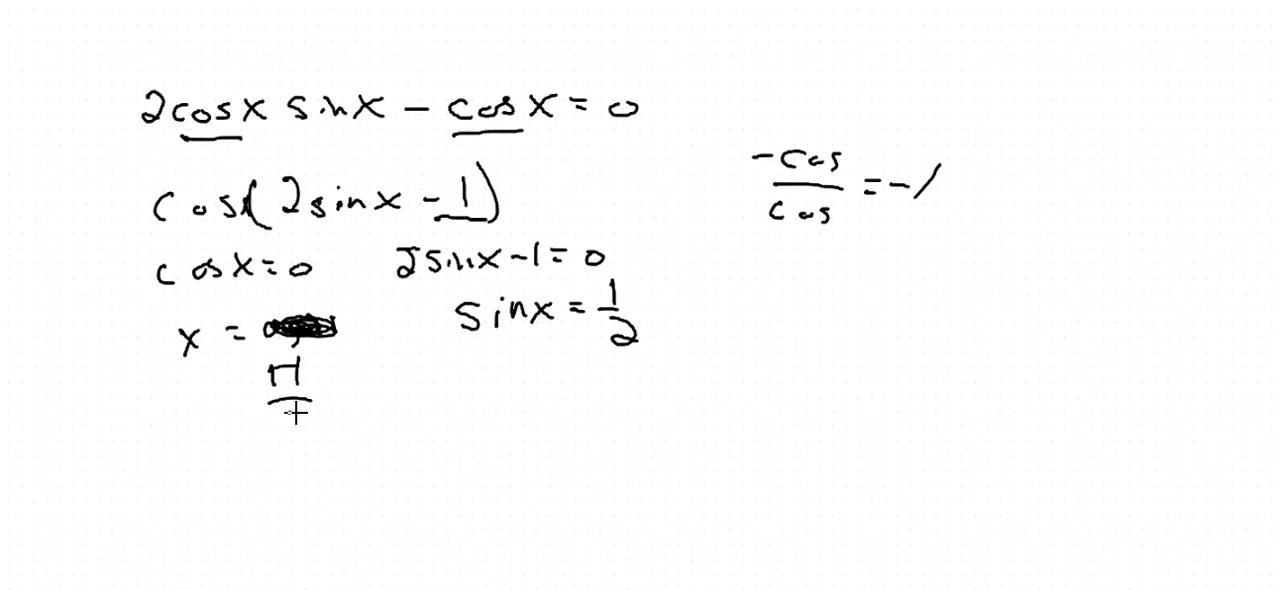 2cosx sinx - cosx = 0
-cos/cos = -1
cosx(2sinx - 1)
cosx = 0 2sinx - 1 = 0
x = sinx = 1/2
π